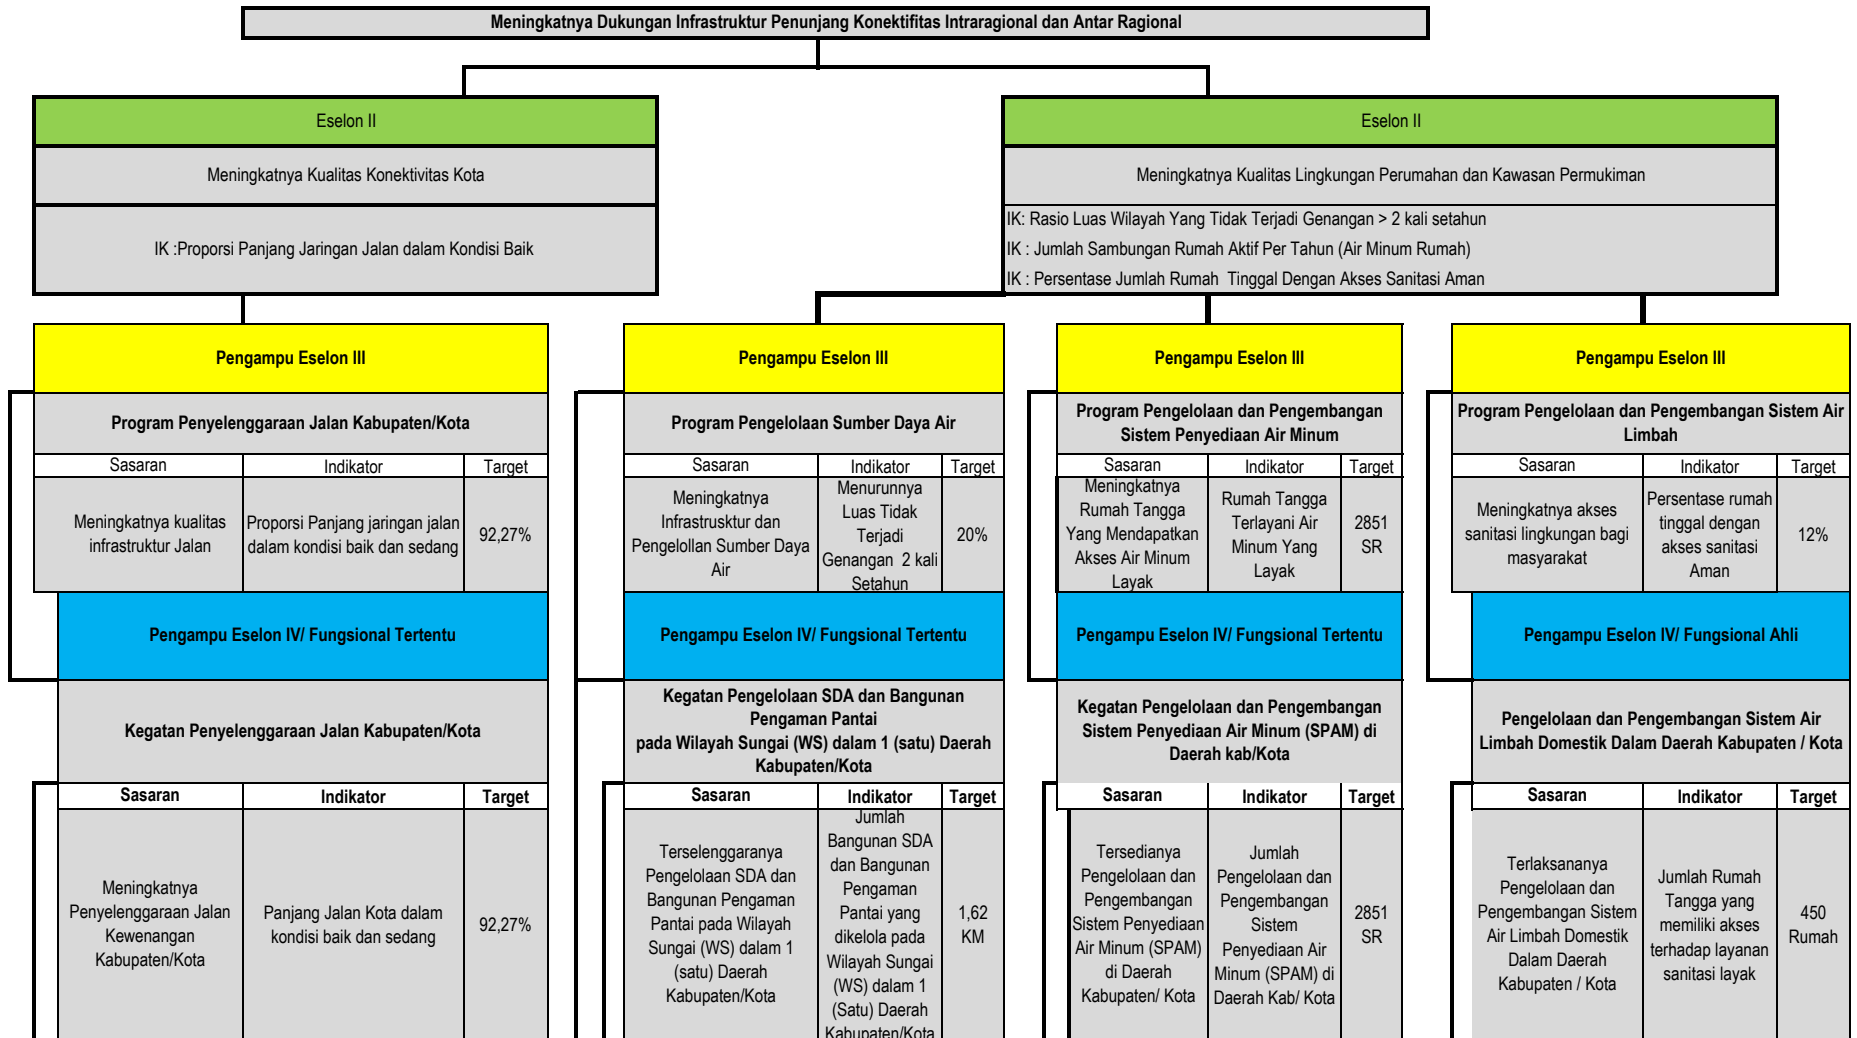 Meningkatnya Dukungan Infrastruktur Penunjang Konektifitas Intraragional dan Antar Ragional
Eselon II
Meningkatnya Kualitas Konektivitas Kota
IK :Proporsi Panjang Jaringan Jalan dalam Kondisi Baik
Eselon II
Meningkatnya Kualitas Lingkungan Perumahan dan Kawasan Permukiman
IK: Rasio Luas Wilayah Yang Tidak Terjadi Genangan > 2 kali setahun
IK : Jumlah Sambungan Rumah Aktif Per Tahun (Air Minum Rumah)
IK : Persentase Jumlah Rumah  Tinggal Dengan Akses Sanitasi Aman
Pengampu Eselon III
Program Penyelenggaraan Jalan Kabupaten/Kota
Sasaran
Indikator
Target
Meningkatnya kualitas
infrastruktur Jalan
Proporsi Panjang jaringan jalan
dalam kondisi baik dan sedang
92,27%
Pengampu Eselon IV/ Fungsional Tertentu
Kegatan Penyelenggaraan Jalan Kabupaten/Kota
Sasaran
Indikator
Target
Meningkatnya
Penyelenggaraan Jalan
Kewenangan
Kabupaten/Kota
Panjang Jalan Kota dalam
kondisi baik dan sedang
92,27%
Pengampu Eselon III
Program Pengelolaan Sumber Daya Air
Sasaran
Indikator
Target
Meningkatnya
Infrastrusktur dan
Pengelollan Sumber Daya
Air
Menurunnya
Luas Tidak
Terjadi
Genangan  2 kali
Setahun
20%
Pengampu Eselon IV/ Fungsional Tertentu
Kegatan Pengelolaan SDA dan Bangunan
Pengaman Pantai
pada Wilayah Sungai (WS) dalam 1 (satu) Daerah
Kabupaten/Kota
Sasaran
Indikator
Target
Terselenggaranya
Pengelolaan SDA dan
Bangunan Pengaman
Pantai pada Wilayah
Sungai (WS) dalam 1
(satu) Daerah
Kabupaten/Kota
Jumlah
Bangunan SDA
dan Bangunan
Pengaman
Pantai yang
dikelola pada
Wilayah Sungai
(WS) dalam 1
(Satu) Daerah
Kabupaten/Kota
1,62
KM
Pengampu Eselon III
Program Pengelolaan dan Pengembangan
Sistem Penyediaan Air Minum
Sasaran
Indikator
Target
Meningkatnya
Rumah Tangga
Yang Mendapatkan
Akses Air Minum
Layak
Rumah Tangga
Terlayani Air
Minum Yang
Layak
2851
SR
Pengampu Eselon IV/ Fungsional Tertentu
Kegatan Pengelolaan dan Pengembangan
Sistem Penyediaan Air Minum (SPAM) di
Daerah kab/Kota
Sasaran
Indikator
Target
Tersedianya
Pengelolaan dan
Pengembangan
Sistem Penyediaan
Air Minum (SPAM)
di Daerah
Kabupaten/ Kota
Jumlah
Pengelolaan dan
Pengembangan
Sistem
Penyediaan Air
Minum (SPAM) di
Daerah Kab/ Kota
2851
SR
Pengampu Eselon III
Program Pengelolaan dan Pengembangan Sistem Air
Limbah
Sasaran
Indikator
Target
Meningkatnya akses
sanitasi lingkungan bagi
masyarakat
Persentase rumah
tinggal dengan
akses sanitasi
Aman
12%
Pengampu Eselon IV/ Fungsional Ahli
Pengelolaan dan Pengembangan Sistem Air
Limbah Domestik Dalam Daerah Kabupaten / Kota
Sasaran
Indikator
Target
Terlaksananya
Pengelolaan dan
Pengembangan Sistem
Air Limbah Domestik
Dalam Daerah
Kabupaten / Kota
Jumlah Rumah
Tangga yang
memiliki akses
terhadap layanan
sanitasi layak
450
Rumah